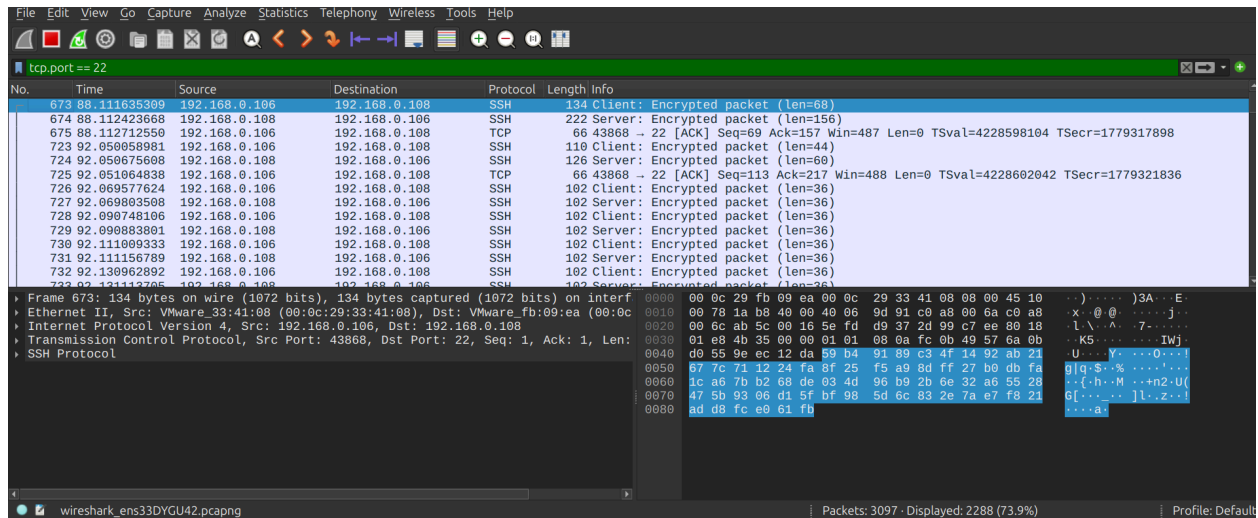 File Edit View Go Capture Analyze Statistics Telephony Wireless Tools Help
tcp.port == 22
No. Time Source Destination Protocol Length Info
673 88.111635309 192.168.0.106 192.168.0.108 SSH 134 Client: Encrypted packet (len=68)
674 88.112423668 192.168.0.108 192.168.0.106 SSH 222 Server: Encrypted packet (len=156)
675 88.112712550 192.168.0.106 192.168.0.108 TCP 66 43868 → 22 [ACK] Seq=69 Ack=157 Win=487 Len=0 TSval=4228598104 TSecr=1779317898
723 92.050058981 192.168.0.106 192.168.0.108 SSH 110 Client: Encrypted packet (len=44)
724 92.050675608 192.168.0.108 192.168.0.106 SSH 126 Server: Encrypted packet (len=60)
725 92.051064838 192.168.0.106 192.168.0.108 TCP 66 43868 → 22 [ACK] Seq=113 Ack=217 Win=488 Len=0 TSval=4228602042 TSecr=1779321836
726 92.069577624 192.168.0.106 192.168.0.108 SSH 102 Client: Encrypted packet (len=36)
727 92.069803508 192.168.0.108 192.168.0.106 SSH 102 Server: Encrypted packet (len=36)
728 92.090748106 192.168.0.106 192.168.0.108 SSH 102 Client: Encrypted packet (len=36)
729 92.090883801 192.168.0.108 192.168.0.106 SSH 102 Server: Encrypted packet (len=36)
730 92.111009333 192.168.0.106 192.168.0.108 SSH 102 Client: Encrypted packet (len=36)
731 92.111156789 192.168.0.108 192.168.0.106 SSH 102 Server: Encrypted packet (len=36)
732 92.130962892 192.168.0.106 192.168.0.108 SSH 102 Client: Encrypted packet (len=36)
733 92.131113705 192.168.0.108 192.168.0.106 SSH 102 Server: Encrypted packet (len=36)
Frame 673: 134 bytes on wire (1072 bits), 134 bytes captured (1072 bits) on interf
Ethernet II, Src: VMware_33:41:08 (00:0c:29:33:41:08), Dst: VMware_fb:09:ea (00:0c
Internet Protocol Version 4, Src: 192.168.0.106, Dst: 192.168.0.108
Transmission Control Protocol, Src Port: 43868, Dst Port: 22, Seq: 1, Ack: 1, Len:
SSH Protocol
0000 00 0c 29 fb 09 ea 00 0c 29 33 41 08 08 00 45 10 ··)····· )3A···E·
0010 00 78 1a b8 40 00 40 06 9d 91 c0 a8 00 6a c0 a8 ·x··@·@· ·····j··
0020 00 6c ab 5c 00 16 5e fd d9 37 2d 99 c7 ee 80 18 ·l·\··^· ·7-·····
0030 01 e8 4b 35 00 00 01 01 08 0a fc 0b 49 57 6a 0b ··K5···· ····IWj·
0040 d0 55 9e ec 12 da 59 b4 91 89 c3 4f 14 92 ab 21 ·U····Y· ···O···!
0050 67 7c 71 12 24 fa 8f 25 f5 a9 8d ff 27 b0 db fa g|q·$··% ····'···
0060 1c a6 7b b2 68 de 03 4d 96 b9 2b 6e 32 a6 55 28 ··{·h··M ··+n2·U(
0070 47 5b 93 06 d1 5f bf 98 5d 6c 83 2e 7a e7 f8 21 G[···_·· ]l·.z··!
0080 ad d8 fc e0 61 fb ····a·
wireshark_ens33DYGU42.pcapng Packets: 3097 · Displayed: 2288 (73.9%) Profile: Default